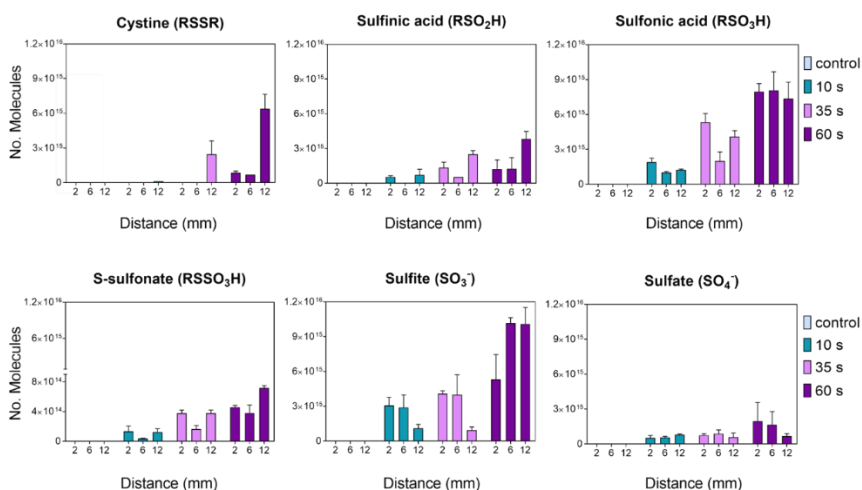 Cystine (RSSR)
No. Molecules
1.2×10¹⁶
9×10¹⁵
6×10¹⁵
3×10¹⁵
0
2 6 12 2 6 12 2 6 12 2 6 12
Distance (mm)
Sulfinic acid (RSO₂H)
1.2×10¹⁶
9×10¹⁵
6×10¹⁵
3×10¹⁵
0
2 6 12 2 6 12 2 6 12 2 6 12
Distance (mm)
Sulfonic acid (RSO₃H)
1.2×10¹⁶
9×10¹⁵
6×10¹⁵
3×10¹⁵
0
2 6 12 2 6 12 2 6 12 2 6 12
Distance (mm)
control
10 s
35 s
60 s
S-sulfonate (RSSO₃H)
No. Molecules
1.2×10¹⁶
6×10¹⁵
8×10¹⁴
4×10¹⁴
0
2 6 12 2 6 12 2 6 12 2 6 12
Distance (mm)
Sulfite (SO₃⁻)
1.2×10¹⁶
9×10¹⁵
6×10¹⁵
3×10¹⁵
0
2 6 12 2 6 12 2 6 12 2 6 12
Distance (mm)
Sulfate (SO₄⁻)
1.2×10¹⁶
9×10¹⁵
6×10¹⁵
3×10¹⁵
0
2 6 12 2 6 12 2 6 12 2 6 12
Distance (mm)
control
10 s
35 s
60 s